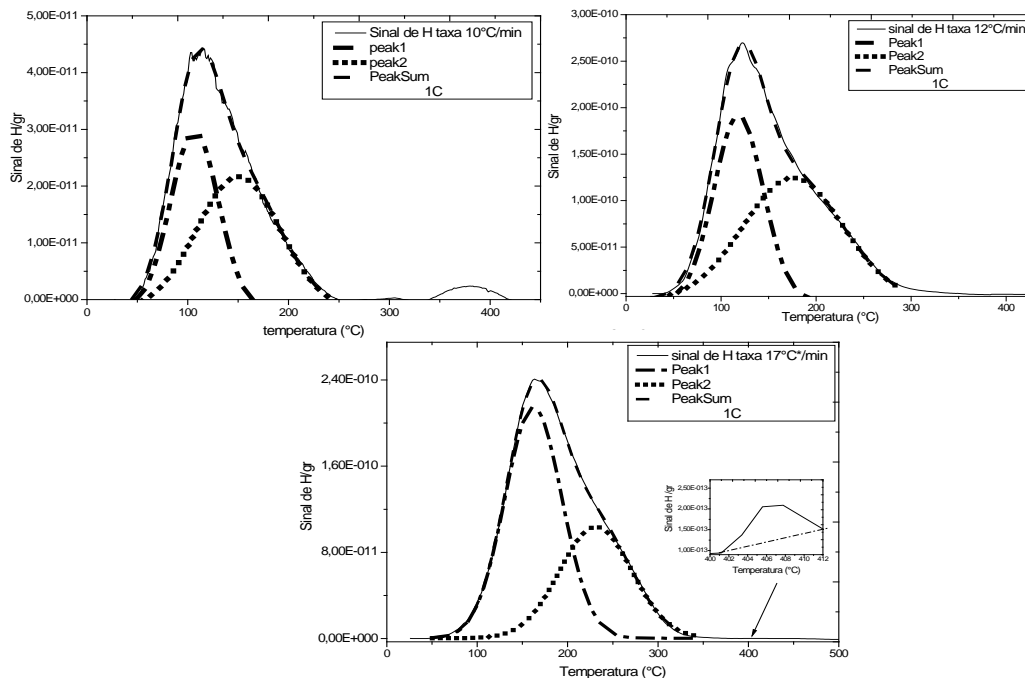 Sinal de H taxa 10°C/min
peak1
peak2
PeakSum
1C
5,00E-011
4,00E-011
3,00E-011
2,00E-011
1,00E-011
0,00E+000
Sinal de H/gr
100
200
300
400
temperatura (°C)
sinal de H taxa 12°C/min
Peak1
Peak2
PeakSum
1C
3,00E-010
2,50E-010
2,00E-010
1,50E-010
1,00E-010
5,00E-011
0,00E+000
Sinal de H/gr
0
100
200
300
400
Temperatura (°C)
sinal de H taxa 17°C*/min
Peak1
Peak2
PeakSum
1C
2,40E-010
1,60E-010
8,00E-011
0,00E+000
Sinal de H/gr
0
100
200
300
400
500
Temperatura (°C)
2,50E-013
2,00E-013
1,50E-013
1,00E-013
Sinal de H/gr
400
402
404
406
408
410
412
Temperatura (°C)